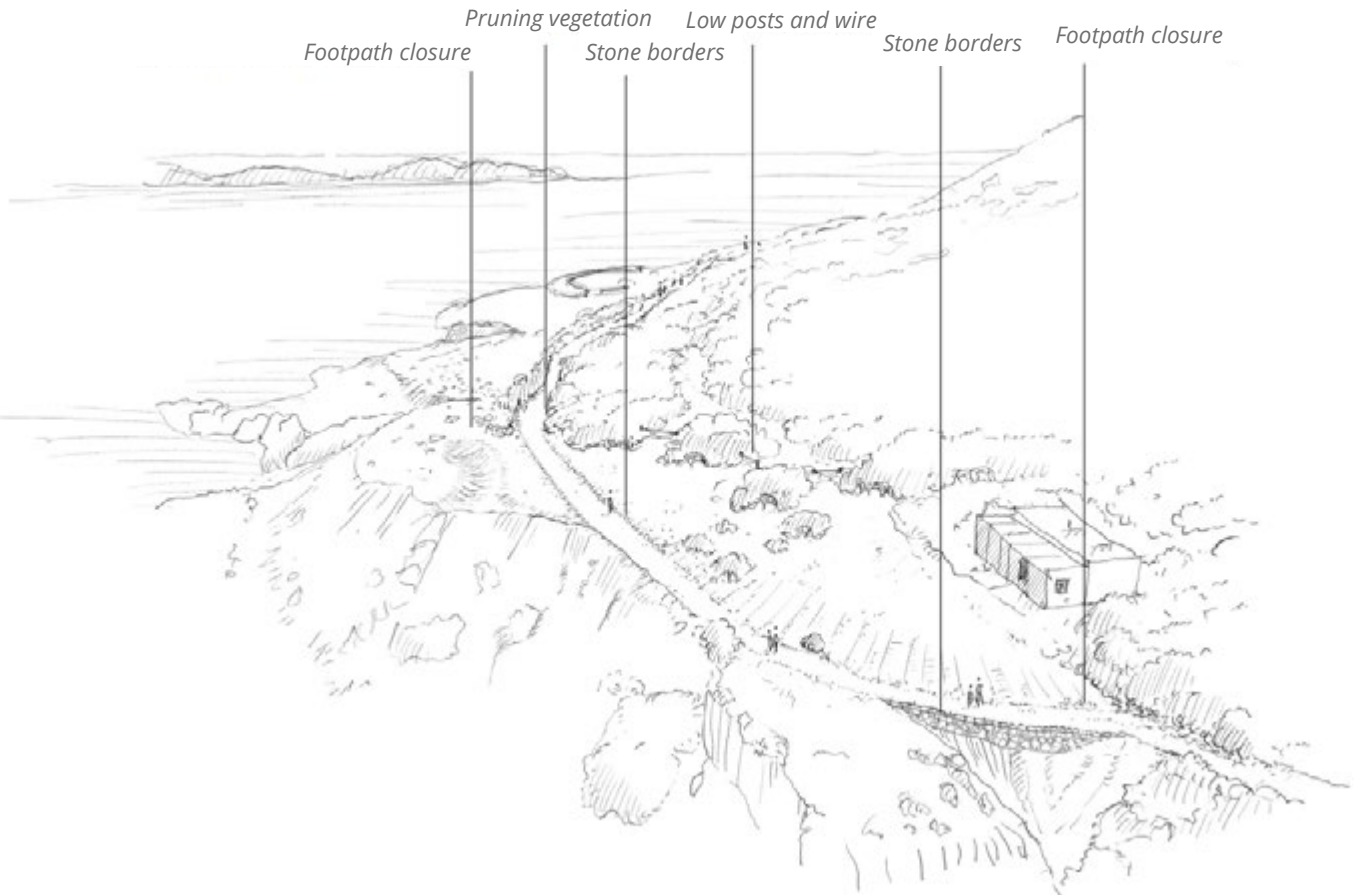 Pruning vegetation
Low posts and wire
Footpath closure
Stone borders
Stone borders
Footpath closure